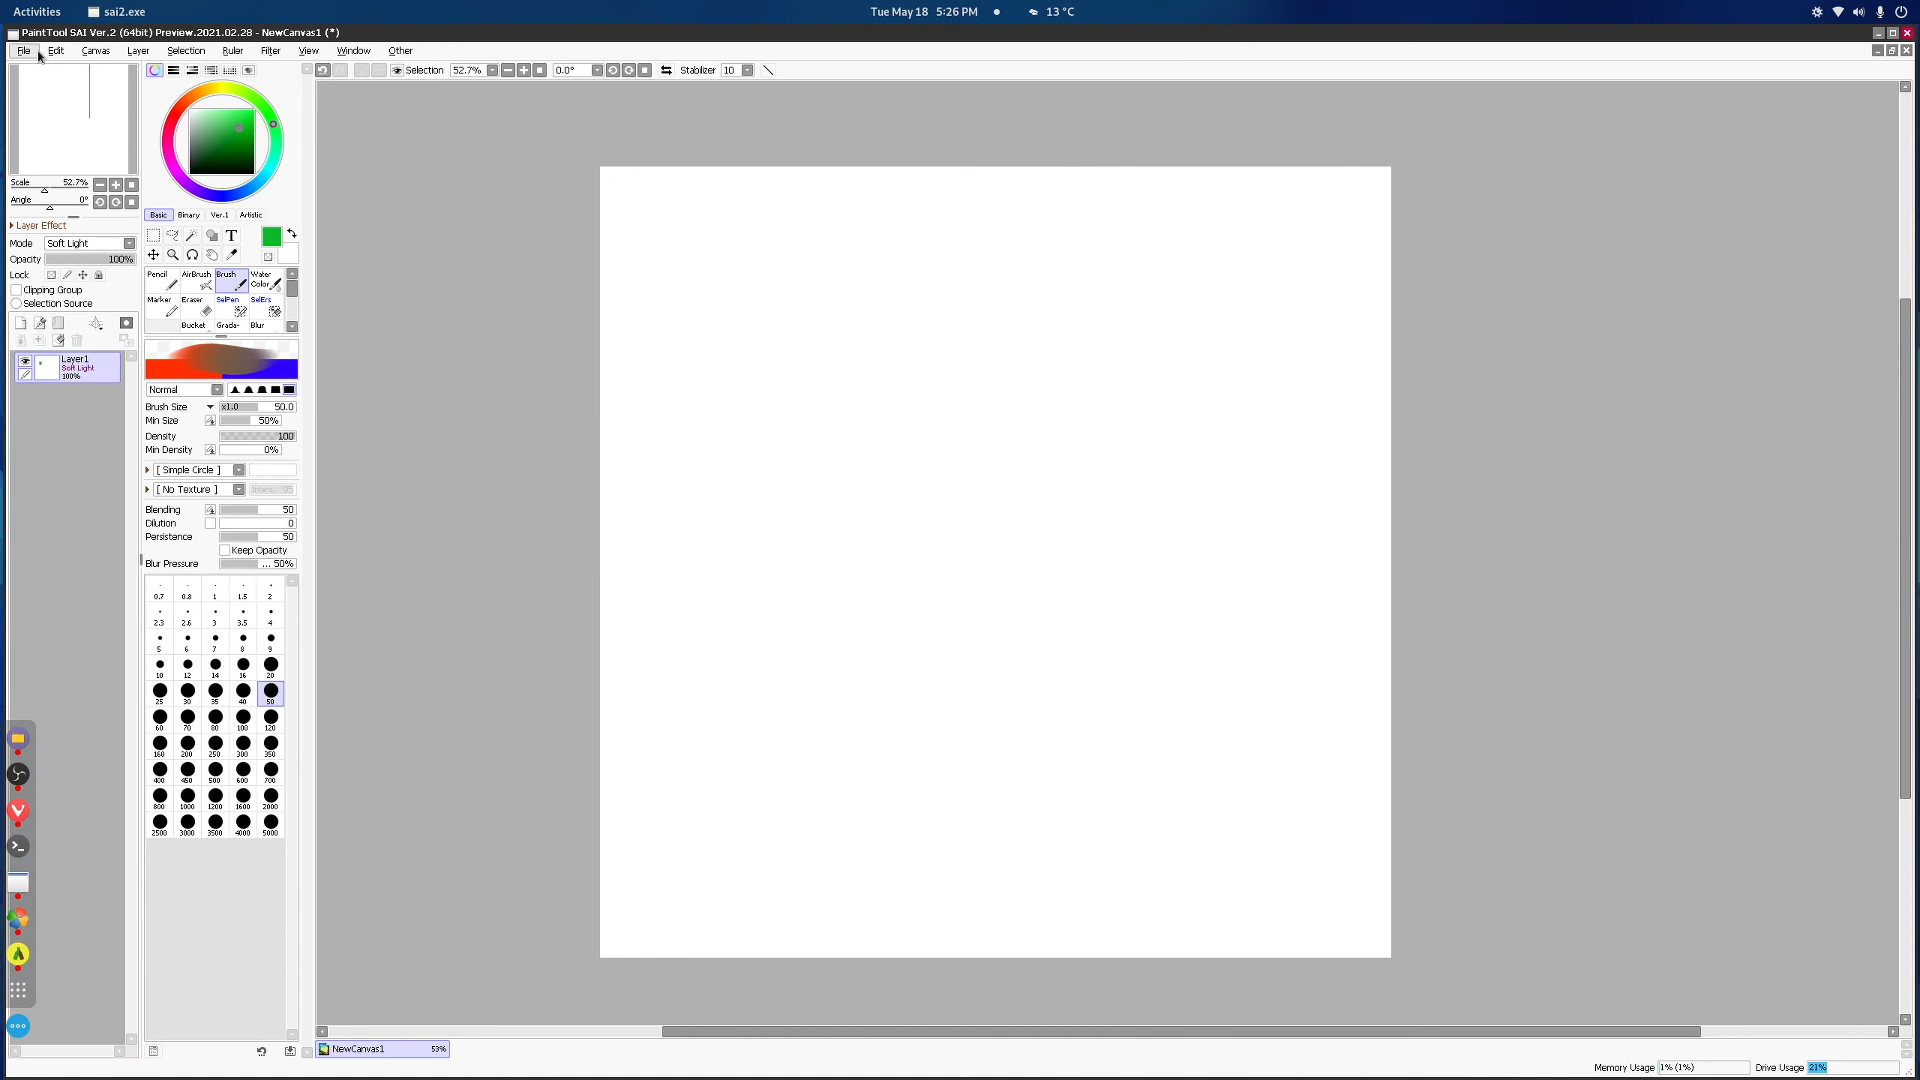 Activities sai2.exe Tue May 18 5:26 PM 13 °C
PaintTool SAI Ver.2 (64bit) Preview.2021.02.28 - NewCanvas1 (*)
File Edit Canvas Layer Selection Ruler Filter View Window Other
Selection 52.7% 0.0° Stabilizer 10
Scale 52.7%
Angle 0°
Layer Effect
Mode Soft Light
Opacity 100%
Lock
Clipping Group
Selection Source
Layer1
Soft Light
100%
Basic Binary Ver.1 Artistic
T
Pencil AirBrush Brush Water Color
Marker Eraser SelPen SelErs
Bucket Grada- Blur
Normal
Brush Size x1.0 50.0
Min Size 50%
Density 100
Min Density 0%
[ Simple Circle ]
[ No Texture ] Intens. 95
Blending 50
Dilution 0
Persistence 50
Keep Opacity
Blur Pressure ... 50%
0.7 0.8 1 1.5 2
2.3 2.6 3 3.5 4
5 6 7 8 9
10 12 14 16 20
25 30 35 40 50
60 70 80 100 120
160 200 250 300 350
400 450 500 600 700
800 1000 1200 1600 2000
2500 3000 3500 4000 5000
NewCanvas1 53%
Memory Usage 1% (1%) Drive Usage 21%